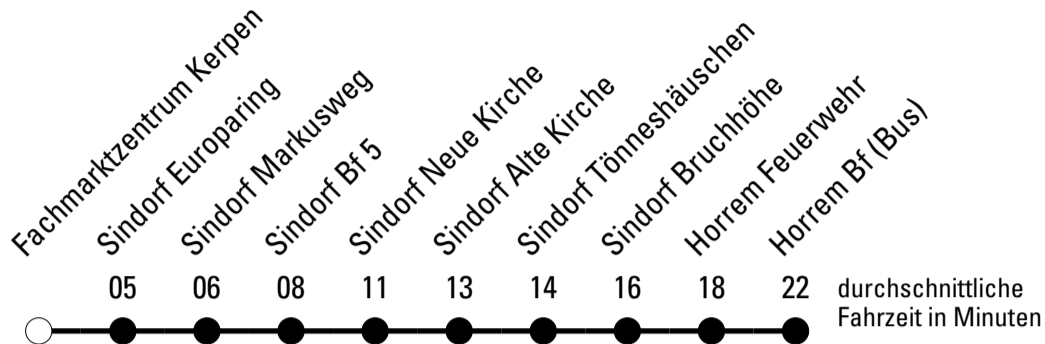 Fachmarktzentrum Kerpen
Sindorf Europaring
Sindorf Markusweg
Sindorf Bf 5
Sindorf Neue Kirche
Sindorf Alte Kirche
Sindorf Tönneshäuschen
Sindorf Bruchhöhe
Horrem Feuerwehr
Horrem Bf (Bus)
05 06 08 11 13 14 16 18 22
durchschnittliche
Fahrzeit in Minuten